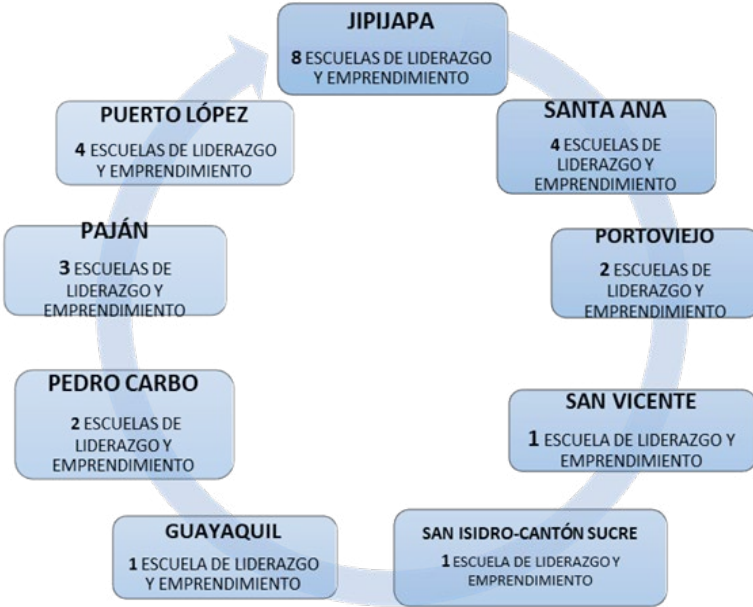 JIPIJAPA
8 ESCUELAS DE LIDERAZGO
Y EMPRENDIMIENTO
SANTA ANA
4 ESCUELAS DE
LIDERAZGO Y
EMPRENDIMIENTO
PORTOVIEJO
2 ESCUELAS DE
LIDERAZGO Y
EMPRENDIMIENTO
SAN VICENTE
1 ESCUELA DE LIDERAZGO Y
EMPRENDIMIENTO
SAN ISIDRO-CANTÓN SUCRE
1 ESCUELA DE LIDERAZGO Y
EMPRENDIMIENTO
GUAYAQUIL
1 ESCUELA DE LIDERAZGO
Y EMPRENDIMIENTO
PEDRO CARBO
2 ESCUELAS DE
LIDERAZGO Y
EMPRENDIMIENTO
PAJÁN
3 ESCUELAS DE
LIDERAZGO Y
EMPRENDIMIENTO
PUERTO LÓPEZ
4 ESCUELAS DE LIDERAZGO
Y EMPRENDIMIENTO